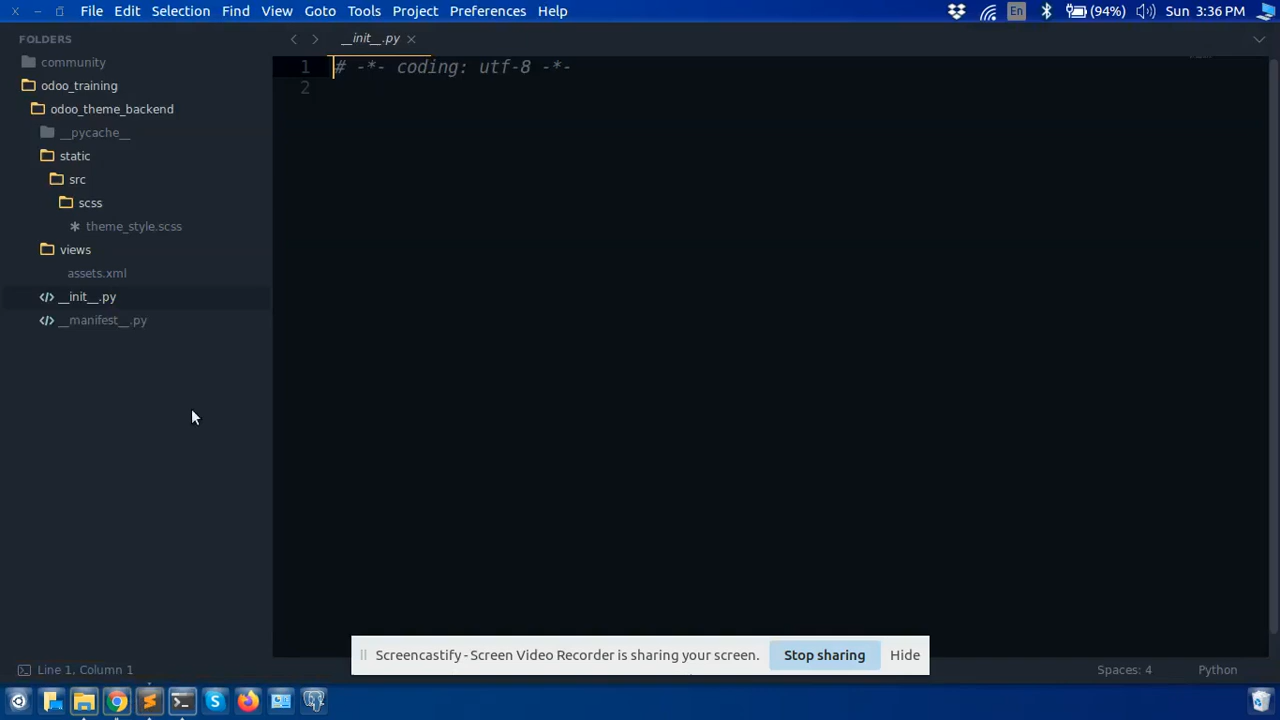 File Edit Selection Find View Goto Tools Project Preferences Help
En (94%) Sun 3:36 PM
FOLDERS
community
odoo_training
odoo_theme_backend
__pycache__
static
src
scss
theme_style.scss
views
assets.xml
__init__.py
__manifest__.py
__init__.py
1 # -*- coding: utf-8 -*-
2
Screencastify - Screen Video Recorder is sharing your screen. Stop sharing Hide
Line 1, Column 1 Spaces: 4 Python